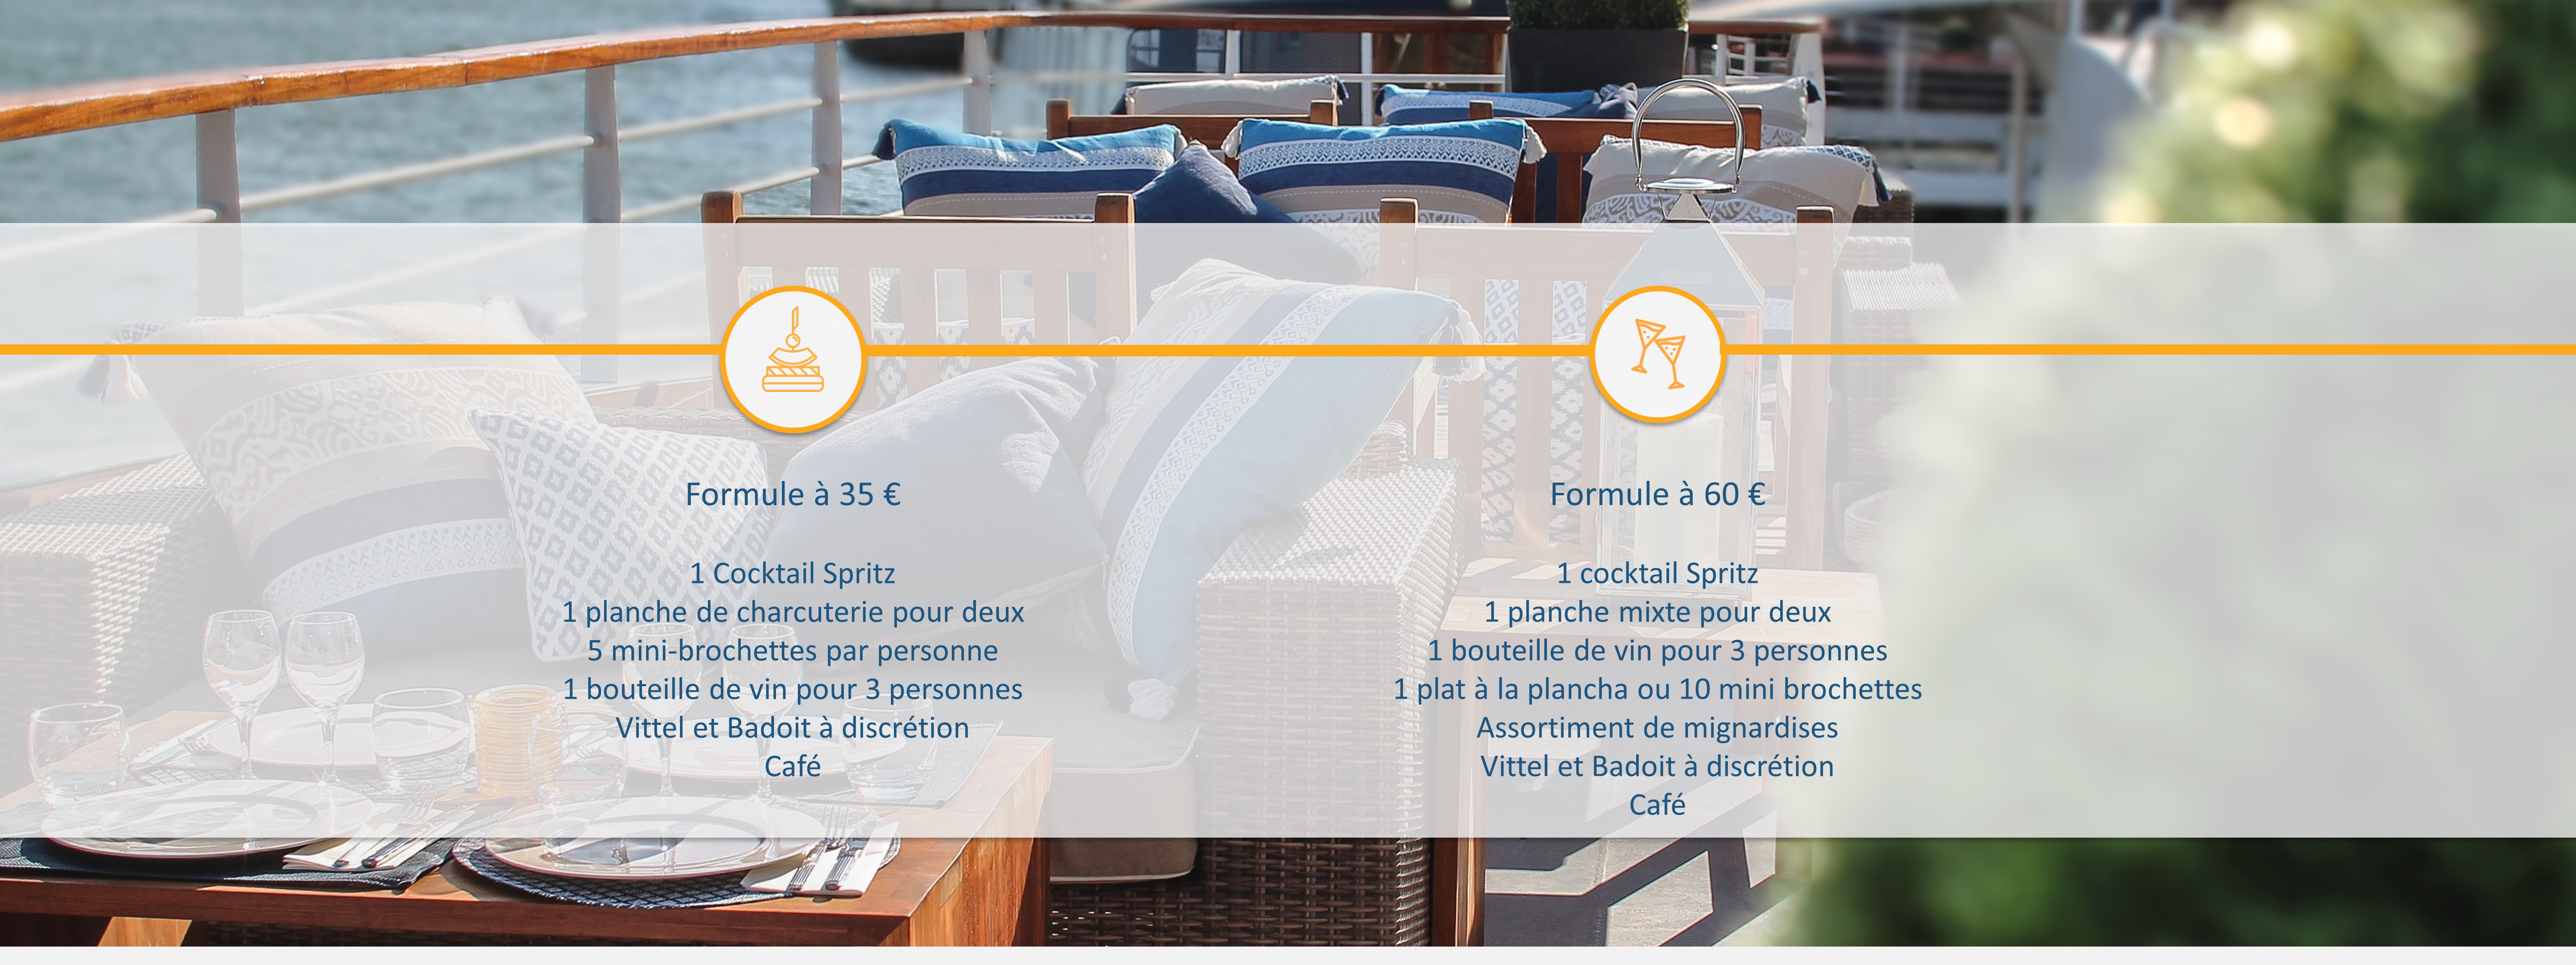 Formule à 35 €
1 Cocktail Spritz
1 planche de charcuterie pour deux
5 mini-brochettes par personne
1 bouteille de vin pour 3 personnes
Vittel et Badoit à discrétion
Café
Formule à 60 €
1 cocktail Spritz
1 planche mixte pour deux
1 bouteille de vin pour 3 personnes
1 plat à la plancha ou 10 mini brochettes
Assortiment de mignardises
Vittel et Badoit à discrétion
Café